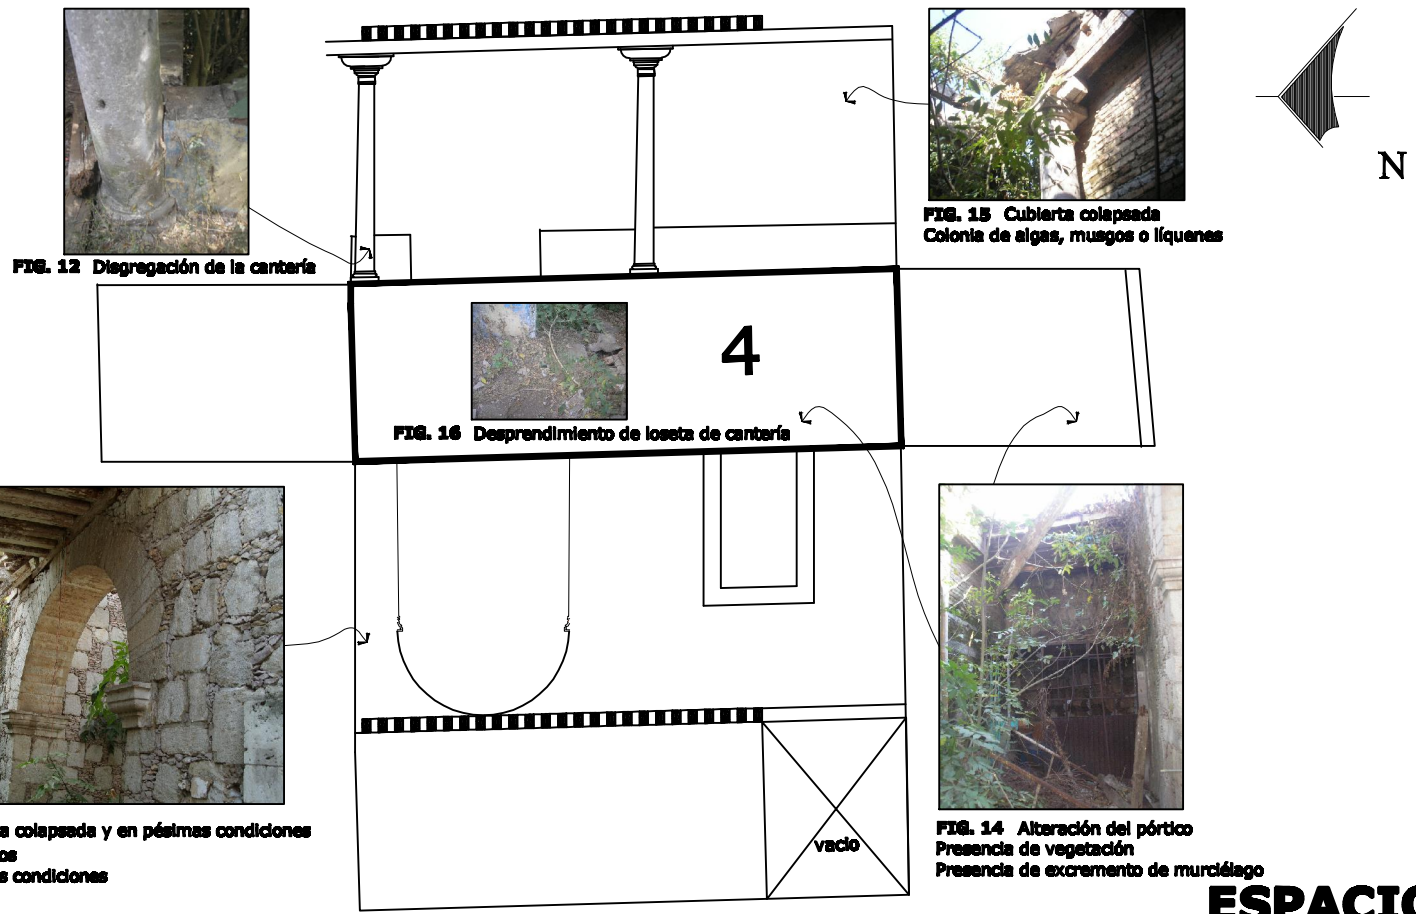 N
FIG. 15 Cubierta colapsada
Colonia de algas, musgos o líquenes
FIG. 12 Disgregación de la cantería
4
FIG. 16 Desprendimiento de loseta de cantería
a colapsada y en pésimas condiciones
os
s condiciones
vacio
FIG. 14 Alteración del pórtico
Presencia de vegetación
Presencia de excremento de murciélago
ESPACIO